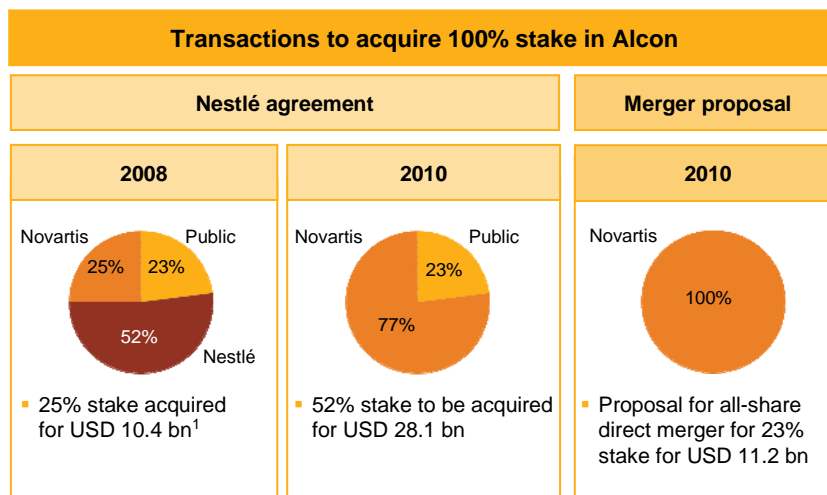 Transactions to acquire 100% stake in Alcon
Nestlé agreement
Merger proposal
2008
2010
2010
Novartis
Public
25%
23%
52%
Nestlé
▪ 25% stake acquired
for USD 10.4 bn¹
Novartis
Public
23%
77%
▪ 52% stake to be acquired
for USD 28.1 bn
Novartis
100%
▪ Proposal for all-share
direct merger for 23%
stake for USD 11.2 bn